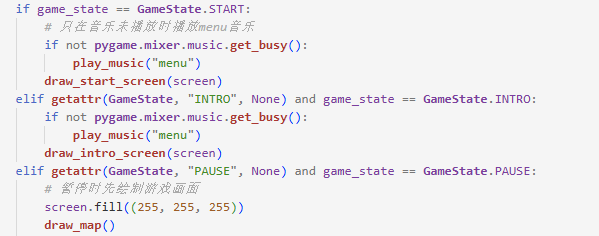 if game_state == GameState.START:
    # 只在音乐未播放时播放menu音乐
    if not pygame.mixer.music.get_busy():
        play_music("menu")
    draw_start_screen(screen)
elif getattr(GameState, "INTRO", None) and game_state == GameState.INTRO:
    if not pygame.mixer.music.get_busy():
        play_music("menu")
    draw_intro_screen(screen)
elif getattr(GameState, "PAUSE", None) and game_state == GameState.PAUSE:
    # 暂停时先绘制游戏画面
    screen.fill((255, 255, 255))
    draw_map()